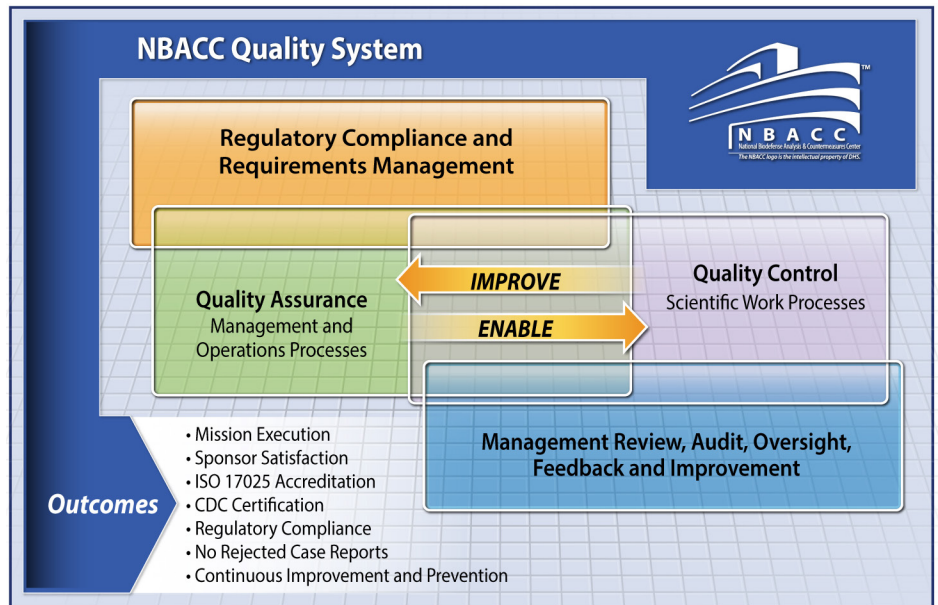 NBACC Quality System
TM
NBACC
National Biodefense Analysis & Countermeasures Center
The NBACC logo is the intellectual property of DHS.
Regulatory Compliance and
Requirements Management
IMPROVE
ENABLE
Quality Assurance
Management and
Operations Processes
Quality Control
Scientific Work Processes
Management Review, Audit, Oversight,
Feedback and Improvement
Outcomes
• Mission Execution
• Sponsor Satisfaction
• ISO 17025 Accreditation
• CDC Certification
• Regulatory Compliance
• No Rejected Case Reports
• Continuous Improvement and Prevention